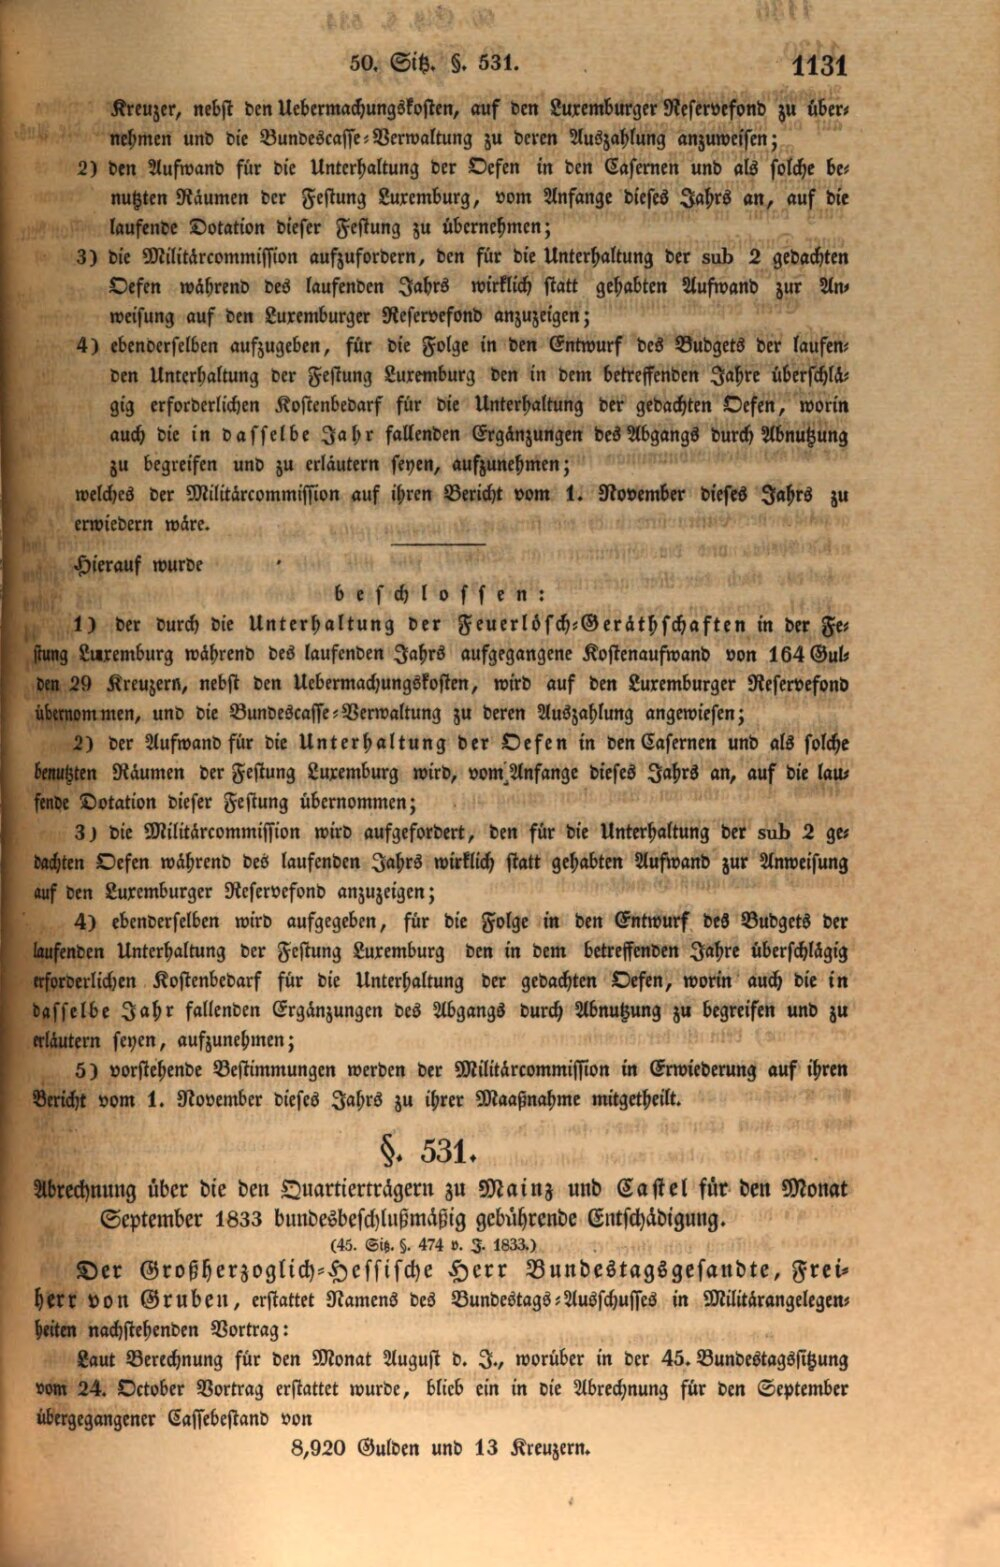 50. Sitz. §. 531.
1131
Kreuzer, nebst den Uebermachungskosten, auf den Luxemburger Reservefond zu über-
nehmen und die Bundescasse-Verwaltung zu deren Auszahlung anzuweisen;
2) den Aufwand für die Unterhaltung der Oefen in den Casernen und als solche be-
nutzten Räumen der Festung Luxemburg, vom Anfange dieses Jahrs an, auf die
laufende Dotation dieser Festung zu übernehmen;
3) die Militärcommission aufzufordern, den für die Unterhaltung der sub 2 gedachten
Oefen während des laufenden Jahrs wirklich statt gehabten Aufwand zur An-
weisung auf den Luxemburger Reservefond anzuzeigen;
4) ebenderselben aufzugeben, für die Folge in den Entwurf des Budgets der laufen-
den Unterhaltung der Festung Luxemburg den in dem betreffenden Jahre überschlä-
gig erforderlichen Kostenbedarf für die Unterhaltung der gedachten Oefen, worin
auch die in dasselbe Jahr fallenden Ergänzungen des Abgangs durch Abnutzung
zu begreifen und zu erläutern seyen, aufzunehmen;
welches der Militärcommission auf ihren Bericht vom 1. November dieses Jahrs zu
erwiedern wäre.
Hierauf wurde
beschlossen:
1) der durch die Unterhaltung der Feuerlösch-Geräthschaften in der Fe-
stung Luxemburg während des laufenden Jahrs aufgegangene Kostenaufwand von 164 Gul-
den 29 Kreuzern, nebst den Uebermachungskosten, wird auf den Luxemburger Reservefond
übernommen, und die Bundescasse-Verwaltung zu deren Auszahlung angewiesen;
2) der Aufwand für die Unterhaltung der Oefen in den Casernen und als solche
benutzten Räumen der Festung Luxemburg wird, vom Anfange dieses Jahrs an, auf die lau-
fende Dotation dieser Festung übernommen;
3) die Militärcommission wird aufgefordert, den für die Unterhaltung der sub 2 ge-
dachten Oefen während des laufenden Jahrs wirklich statt gehabten Aufwand zur Anweisung
auf den Luxemburger Reservefond anzuzeigen;
4) ebenderselben wird aufgegeben, für die Folge in den Entwurf des Budgets der
laufenden Unterhaltung der Festung Luxemburg den in dem betreffenden Jahre überschlägig
erforderlichen Kostenbedarf für die Unterhaltung der gedachten Oefen, worin auch die in
dasselbe Jahr fallenden Ergänzungen des Abgangs durch Abnutzung zu begreifen und zu
erläutern seyen, aufzunehmen;
5) vorstehende Bestimmungen werden der Militärcommission in Erwiederung auf ihren
Bericht vom 1. November dieses Jahrs zu ihrer Maaßnahme mitgetheilt.
§. 531.
Abrechnung über die den Quartierträgern zu Mainz und Castel für den Monat
September 1833 bundesbeschlußmäßig gebührende Entschädigung.
(45. Sitz. §. 474 v. J. 1833.)
Der Großherzoglich-Hessische Herr Bundestagsgesandte, Frei-
herr von Gruben, erstattet Namens des Bundestags-Ausschusses in Militärangelegen-
heiten nachstehenden Vortrag:
Laut Berechnung für den Monat August d. J., worüber in der 45. Bundestagssitzung
vom 24. October Vortrag erstattet wurde, blieb ein in die Abrechnung für den September
übergegangener Cassebestand von
8,920 Gulden und 13 Kreuzern.